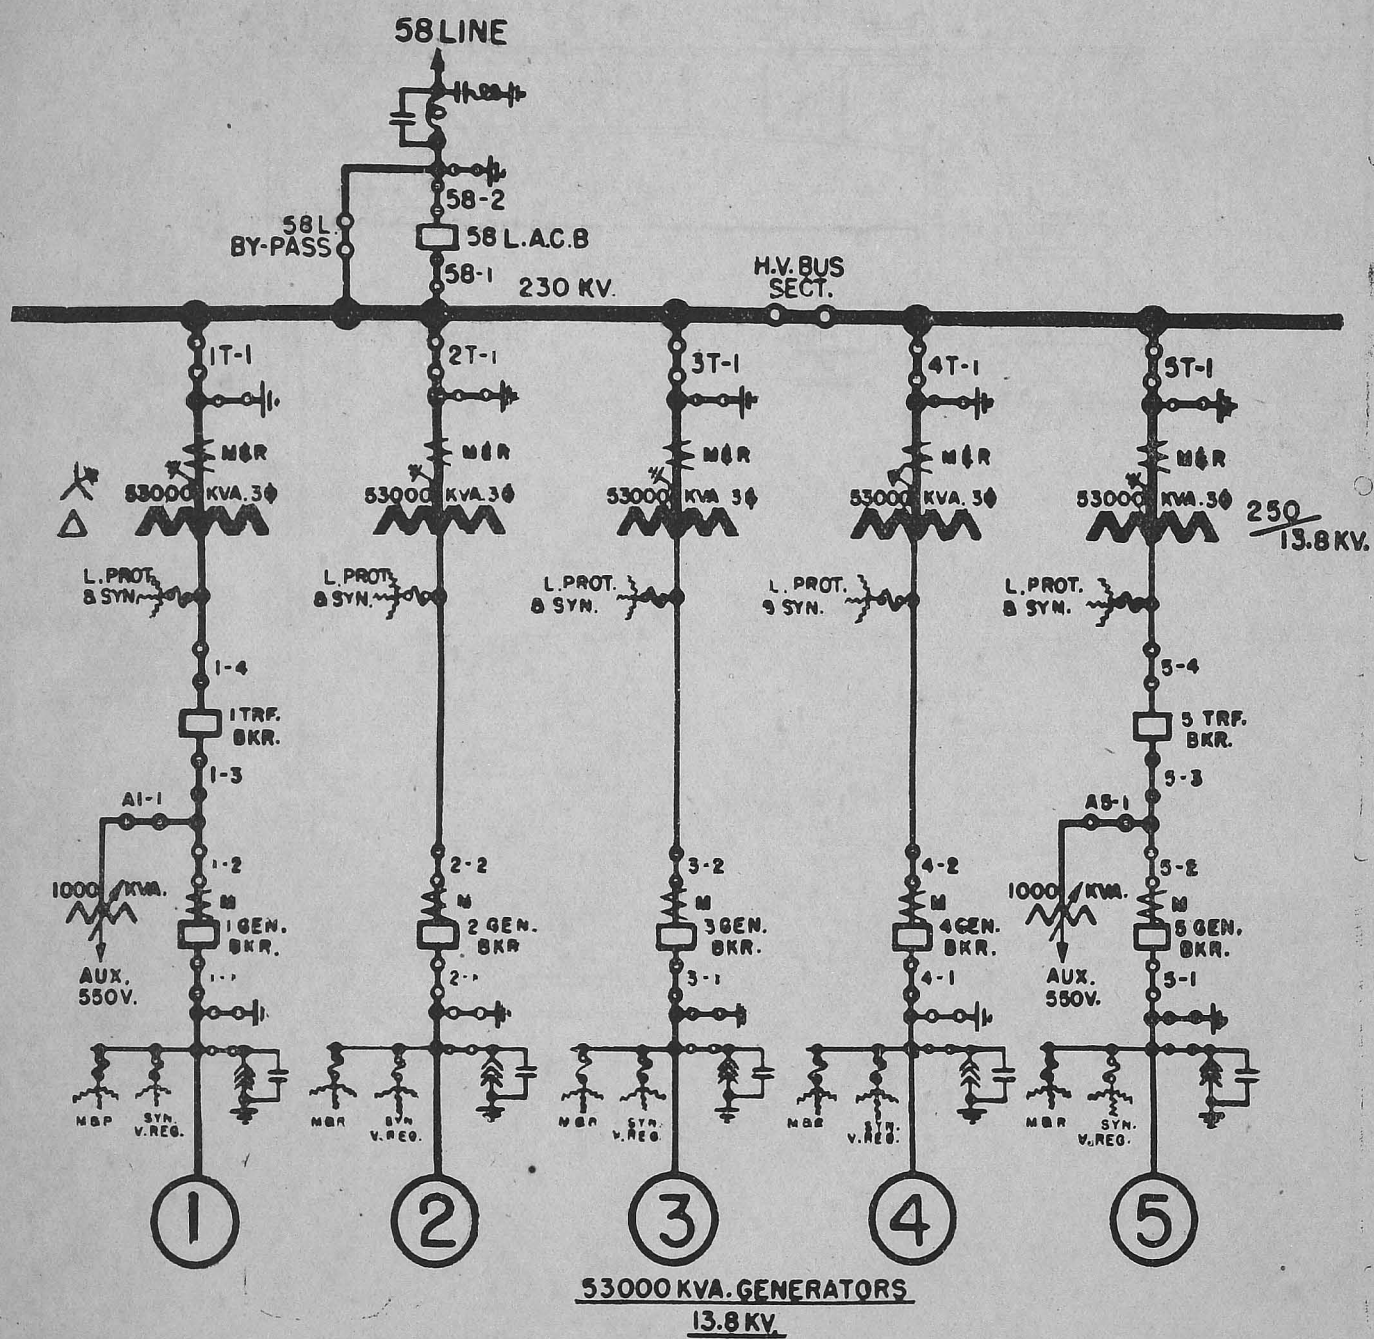 58 LINE
58-2
58 L.
BY-PASS
58 L.A.C.B
58-1
230 KV.
H.V. BUS
SECT.
1T-1
2T-1
3T-1
4T-1
5T-1
M&R
M&R
M&R
M&R
M&R
53000 KVA. 3Φ
53000 KVA. 3Φ
53000 KVA 3Φ
53000 KVA. 3Φ
53000 KVA. 3Φ
250/
13.8 KV.
L. PROT.
& SYN.
L. PROT.
& SYN.
L. PROT.
& SYN.
L. PROT.
& SYN.
L. PROT.
& SYN.
1-4
5-4
1 TRF.
BKR.
5 TRF.
BKR.
1-3
5-3
A1-1
A5-1
1-2
2-2
3-2
4-2
5-2
1000 KVA.
1000 KVA.
M
M
M
M
M
1 GEN.
BKR.
2 GEN.
BKR
3 GEN.
BKR.
4 GEN.
BKR.
5 GEN.
BKR.
AUX.
550V.
AUX.
550V.
1-1
2-1
3-1
4-1
5-1
SYN.
V. REG.
SYN.
V. REG.
SYN.
V. REG.
SYN.
V. REG.
SYN.
V. REG.
1
2
3
4
5
53000 KVA. GENERATORS
13.8 KV.